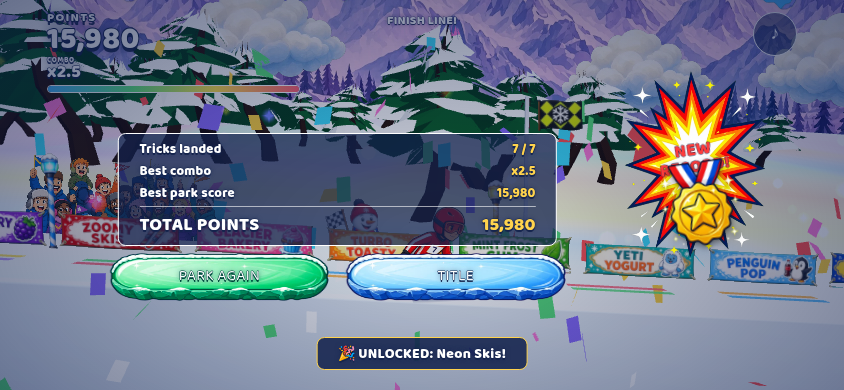 POINTS
15,980
COMBO
x2.5
FINISH LINE!
NEW
Tricks landed 7 / 7
Best combo x2.5
Best park score 15,980
TOTAL POINTS 15,980
ZOOM
BAKERY
TOASTY
MINT FROST
YETI
YOGURT
PENGUIN
POP
PARK AGAIN
TITLE
🎉 UNLOCKED: Neon Skis!